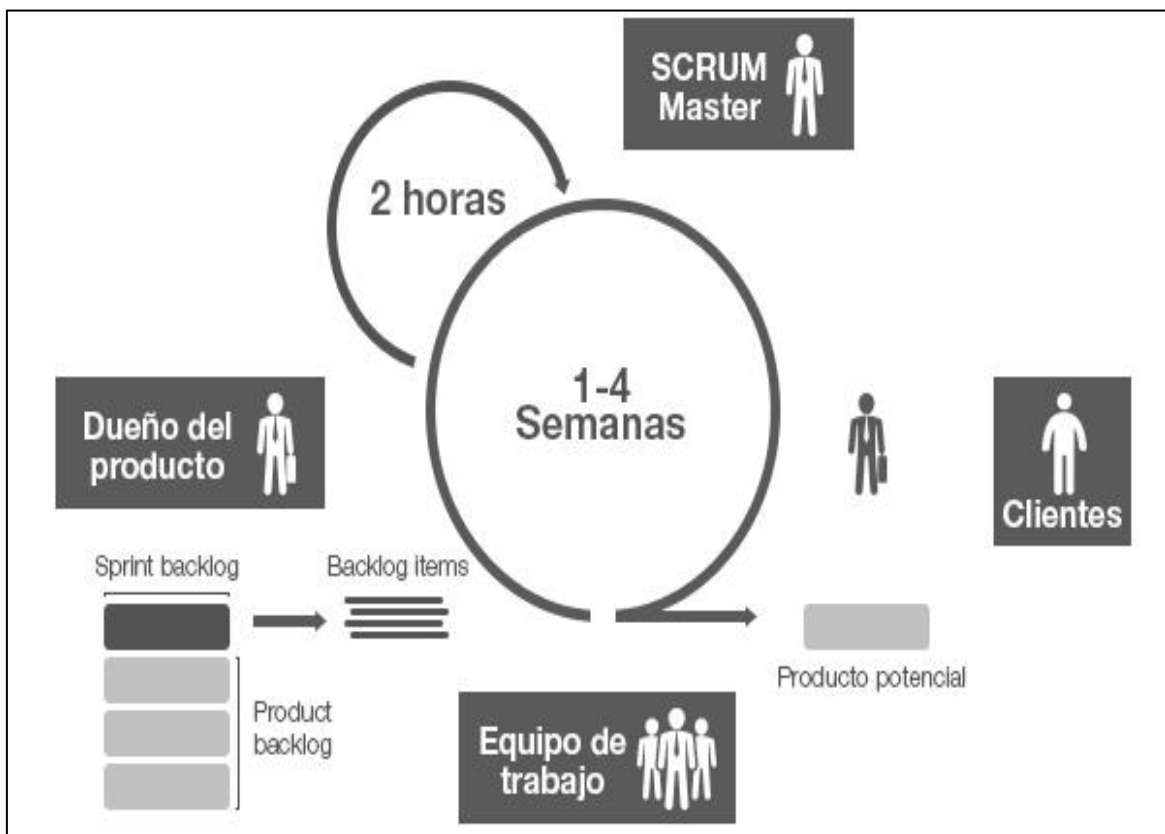 SCRUM
Master
2 horas
1-4
Semanas
Dueño del
producto
Clientes
Sprint backlog
Backlog items
Product
backlog
Producto potencial
Equipo de
trabajo